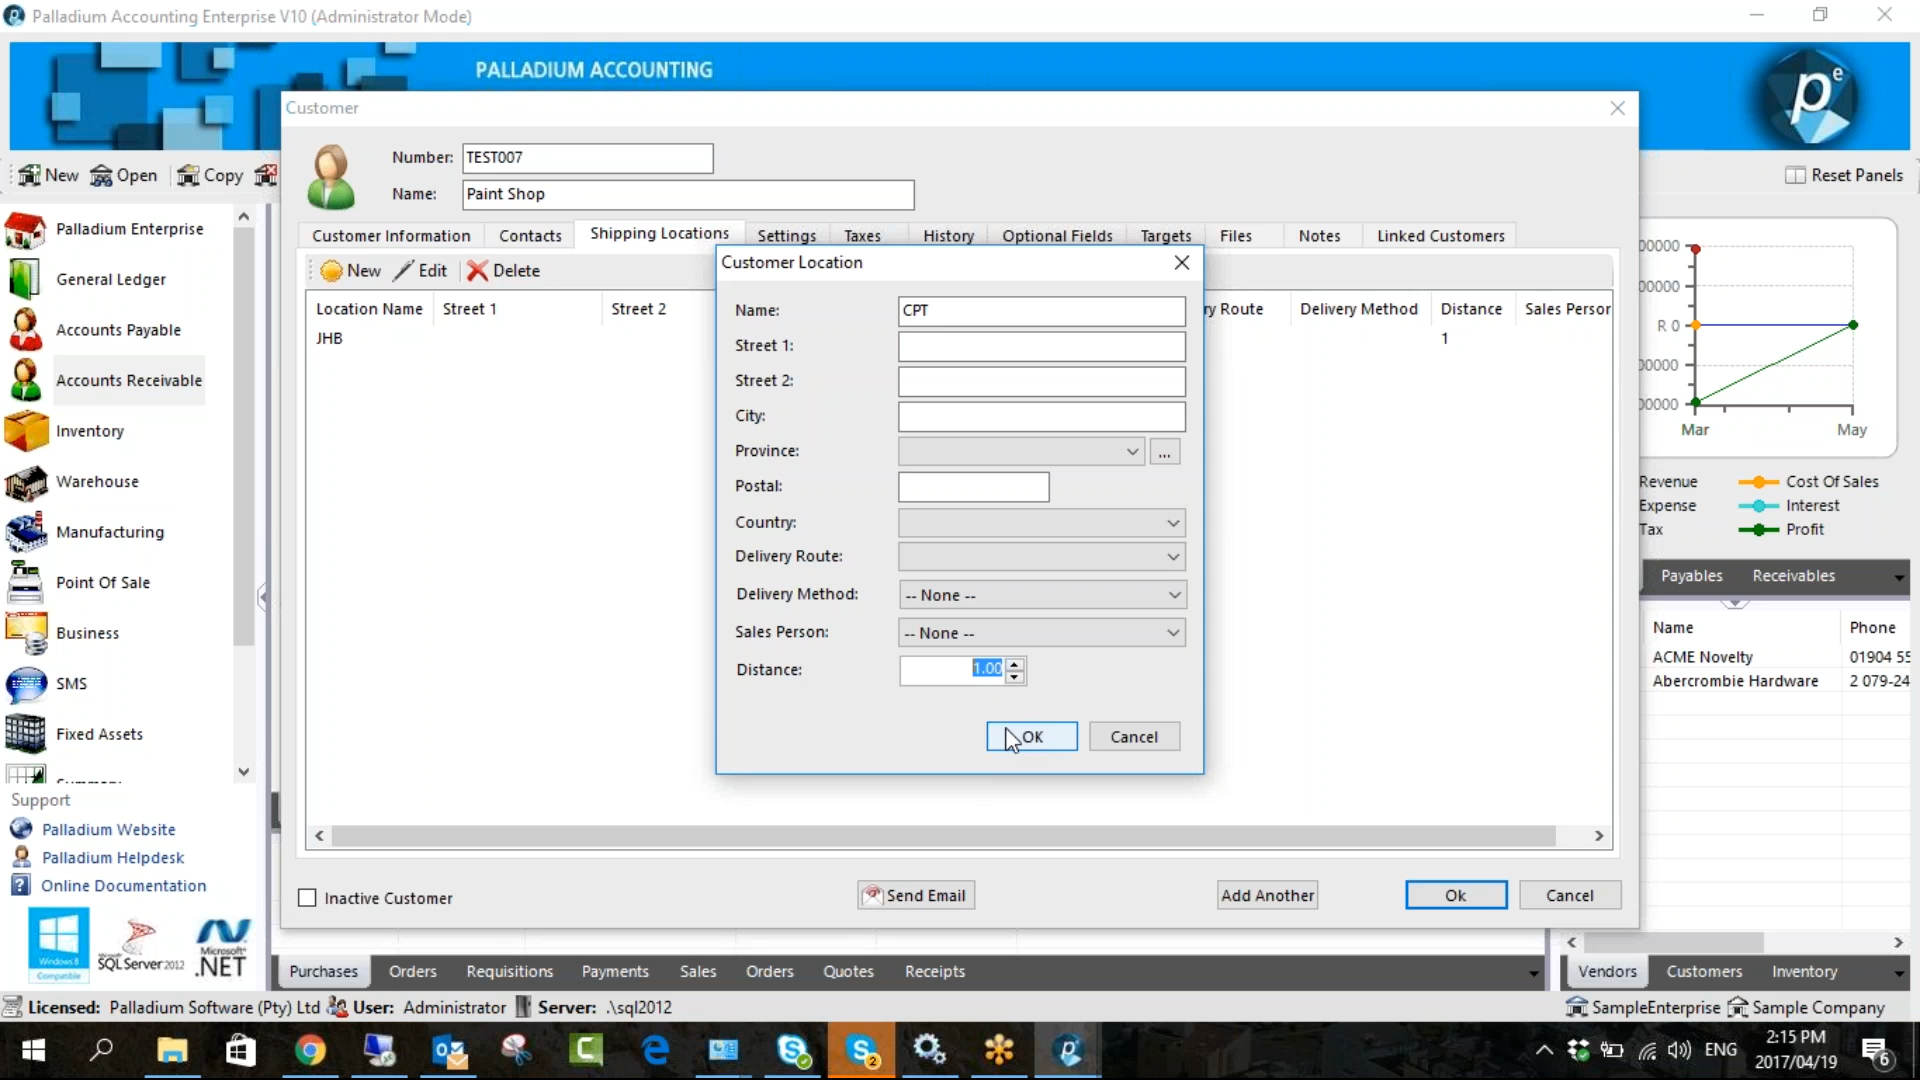 Palladium Accounting Enterprise V10 (Administrator Mode)
PALLADIUM ACCOUNTING
New Open Copy
Reset Panels
Customer
Number: TEST007
Name: Paint Shop
Customer Information Contacts Shipping Locations Settings Taxes History Optional Fields Targets Files Notes Linked Customers
New Edit Delete
Location Name Street 1 Street 2 ry Route Delivery Method Distance Sales Person
JHB 1
Customer Location
Name: CPT
Street 1:
Street 2:
City:
Province: ...
Postal:
Country:
Delivery Route:
Delivery Method: -- None --
Sales Person: -- None --
Distance: 1.00
OK Cancel
Inactive Customer
Send Email
Add Another
Ok
Cancel
Palladium Enterprise
General Ledger
Accounts Payable
Accounts Receivable
Inventory
Warehouse
Manufacturing
Point Of Sale
Business
SMS
Fixed Assets
Support
Palladium Website
Palladium Helpdesk
Online Documentation
Windows 8
Compatible
SQL Server 2012
Microsoft
.NET
R 0
Mar May
Revenue Cost Of Sales
Expense Interest
Tax Profit
Payables Receivables
Name Phone
ACME Novelty 01904 55
Abercrombie Hardware 2 079-24
Purchases Orders Requisitions Payments Sales Orders Quotes Receipts
Vendors Customers Inventory
Licensed: Palladium Software (Pty) Ltd User: Administrator Server: .\sql2012
SampleEnterprise Sample Company
ENG
2:15 PM
2017/04/19
6
2